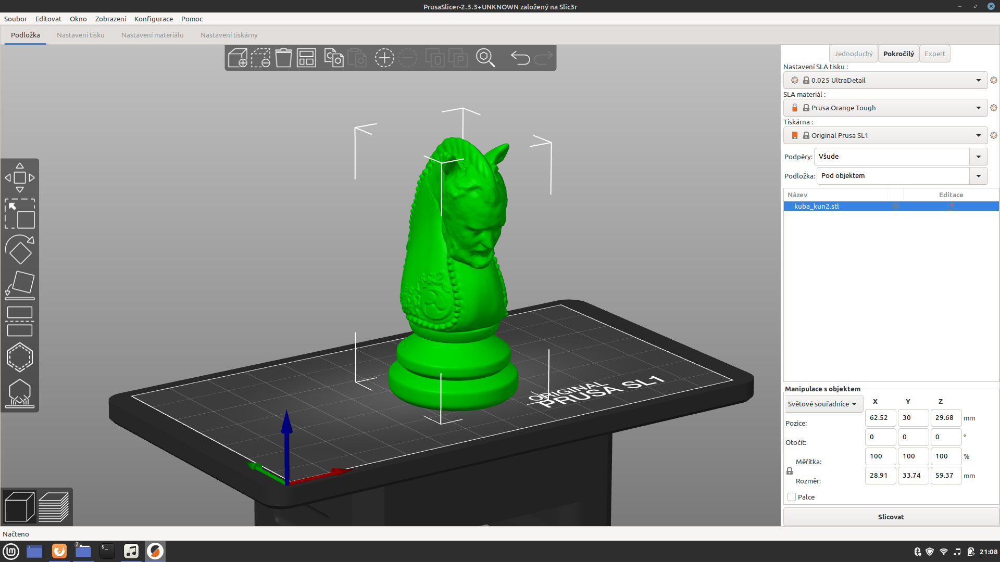 PrusaSlicer-2.3.3+UNKNOWN založený na Slic3r
Soubor Editovat Okno Zobrazení Konfigurace Pomoc
Podložka Nastavení tisku Nastavení materiálu Nastavení tiskárny
Jednoduchý Pokročilý Expert
Nastavení SLA tisku :
0.025 UltraDetail
SLA materiál :
Prusa Orange Tough
Tiskárna :
Original Prusa SL1
Podpěry: Všude
Podložka: Pod objektem
Název Editace
kuba_kun2.stl
ORIGINAL
PRUSA SL1
Manipulace s objektem
Světové souřadnice X Y Z
Pozice: 62.52 30 29.68 mm
Otočit: 0 0 0 °
Měřítka: 100 100 100 %
Rozměr: 28.91 33.74 59.37 mm
Palce
Slicovat
Načteno
2
$_
21:08